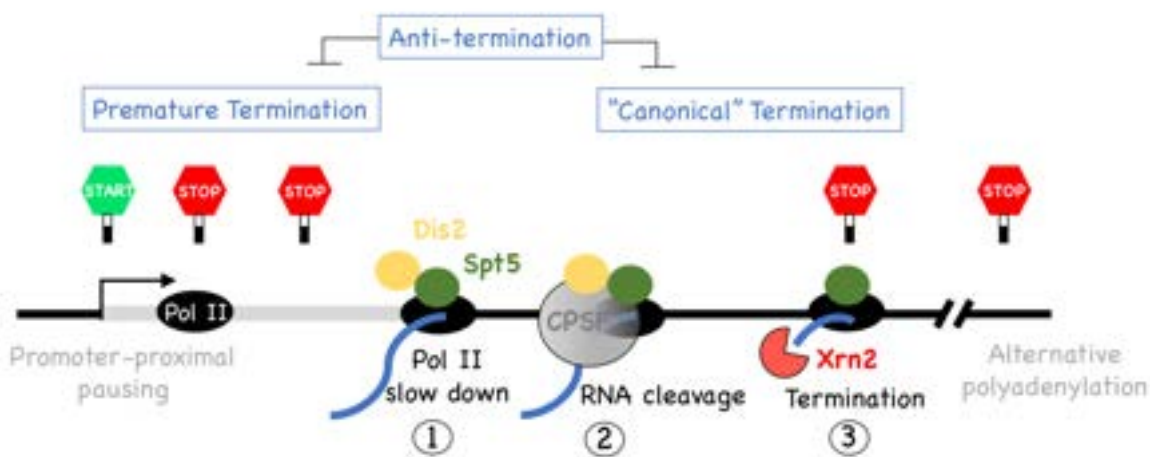 Anti-termination
Premature Termination
"Canonical" Termination
START
STOP
STOP
STOP
STOP
Dis2
Spt5
Pol II
CPSF
Promoter-proximal
pausing
Pol II
slow down
RNA cleavage
Xrn2
Termination
Alternative
polyadenylation
1
2
3